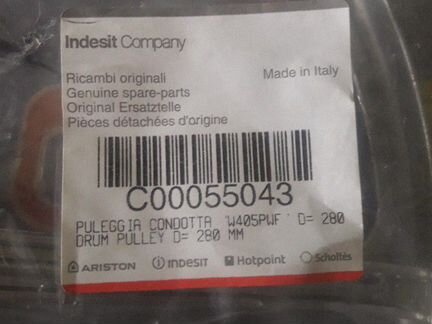 Indesit Company
Ricambi originali
Made in Italy
Genuine spare-parts
Original Ersatztelle
Pièces détachées d'origine
C00055043
PULEGGIA CONDOTTA 'W405PWF' D= 280
DRUM PULLEY D= 280 MM
ARISTON indesit Hotpoint Scholtès